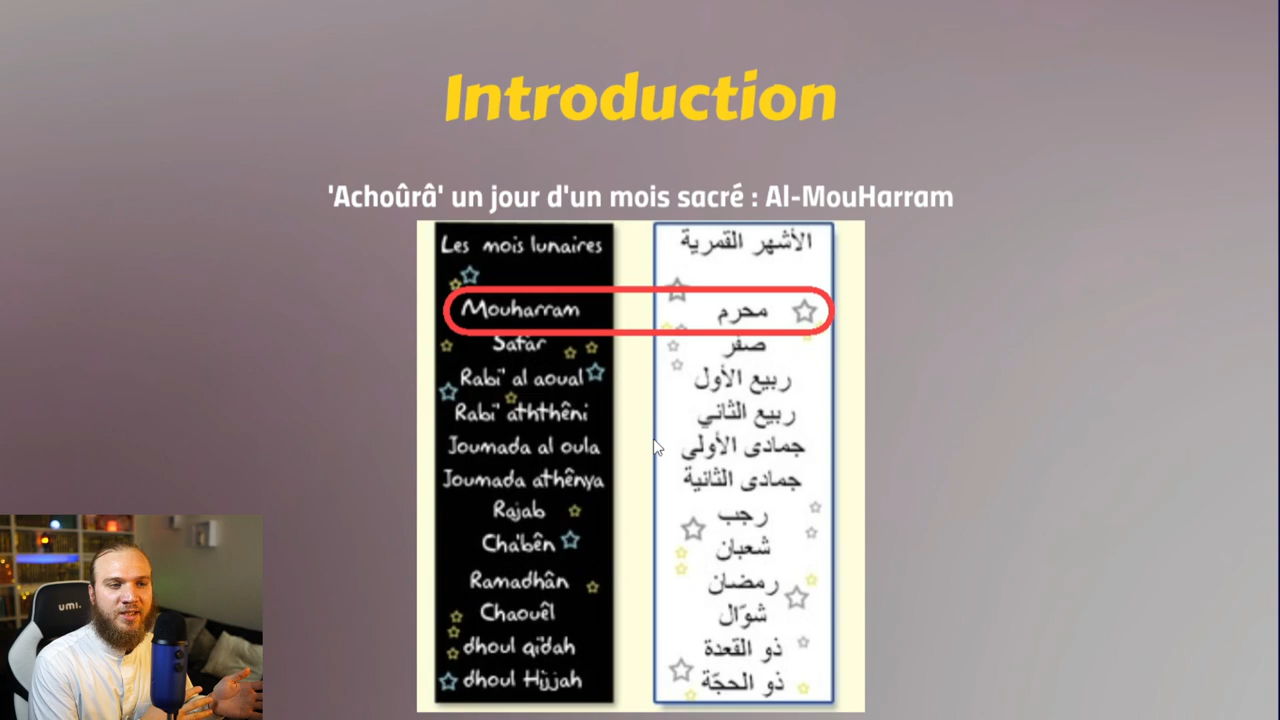 Introduction
'Achoûrâ' un jour d'un mois sacré : Al-MouHarram
Les mois lunaires
Mouharram
Safar
Rabi' al aoual
Rabi' aththêni
Joumada al oula
Joumada athênya
Rajab
Cha'bên
Ramadhân
Chaouêl
dhoul qi'dah
dhoul Hijjah
الأشهر القمرية
محرم
صفر
ربيع الأول
ربيع الثاني
جمادى الأولى
جمادى الثانية
رجب
شعبان
رمضان
شوّال
ذو القعدة
ذو الحجّة
umi.